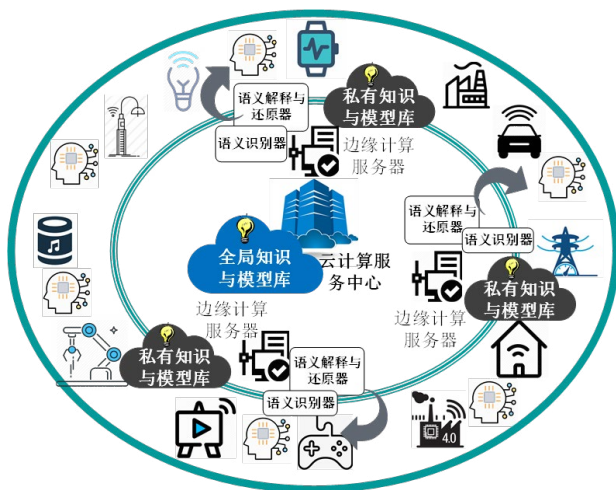 语义解释与
还原器
语义识别器
私有知识
与模型库
边缘计算
服务器
语义解释与
还原器
语义识别器
私有知识
与模型库
边缘计算
服务器
全局知识
与模型库
云计算服
务中心
边缘计算
服务器
私有知识
与模型库
语义解释与
还原器
语义识别器
4.0